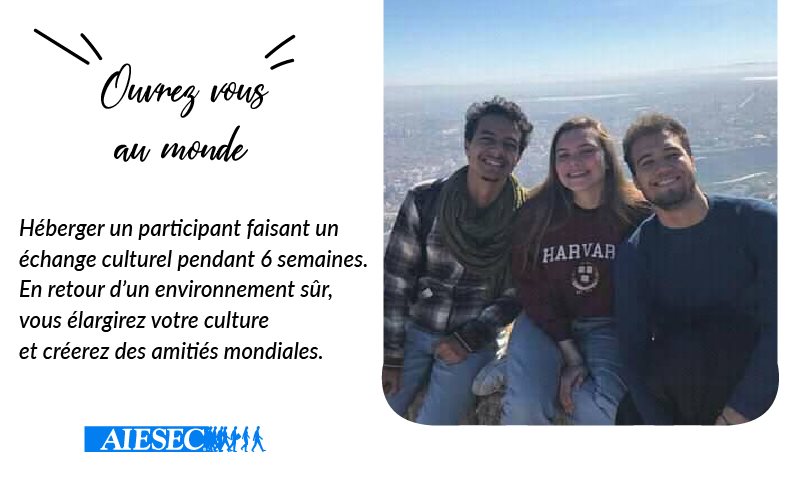 Ouvrez vous
au monde
Héberger un participant faisant un
échange culturel pendant 6 semaines.
En retour d'un environnement sûr,
vous élargirez votre culture
et créerez des amitiés mondiales.
HARVAR
AIESEC